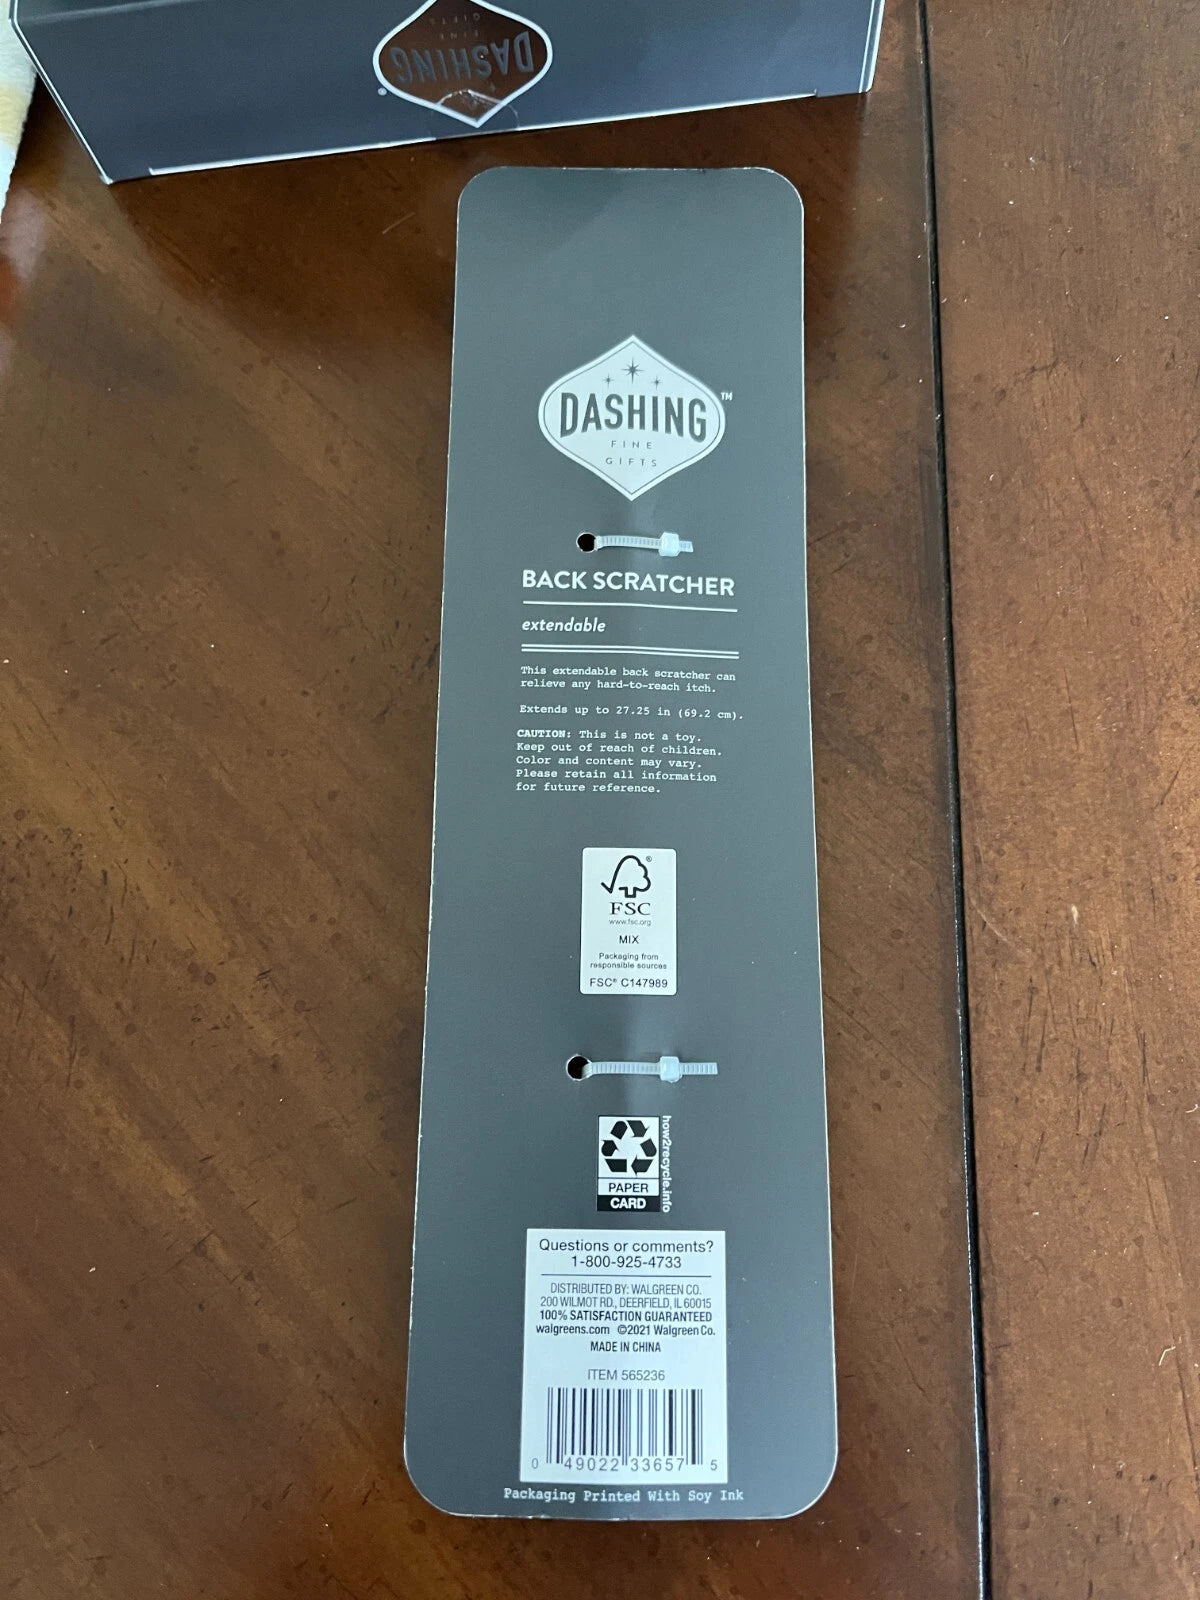 DASHING
FINE
GIFTS
DASHING™
FINE
GIFTS
BACK SCRATCHER
extendable
This extendable back scratcher can
relieve any hard-to-reach itch.
Extends up to 27.25 in (69.2 cm).
CAUTION: This is not a toy.
Keep out of reach of children.
Color and content may vary.
Please retain all information
for future reference.
®
FSC
www.fsc.org
MIX
Packaging from
responsible sources
FSC® C147989
how2recycle.info
PAPER
CARD
Questions or comments?
1-800-925-4733
DISTRIBUTED BY: WALGREEN CO.
200 WILMOT RD., DEERFIELD, IL 60015
100% SATISFACTION GUARANTEED
walgreens.com ©2021 Walgreen Co.
MADE IN CHINA
ITEM 565236
0 49022 33657 5
Packaging Printed With Soy Ink